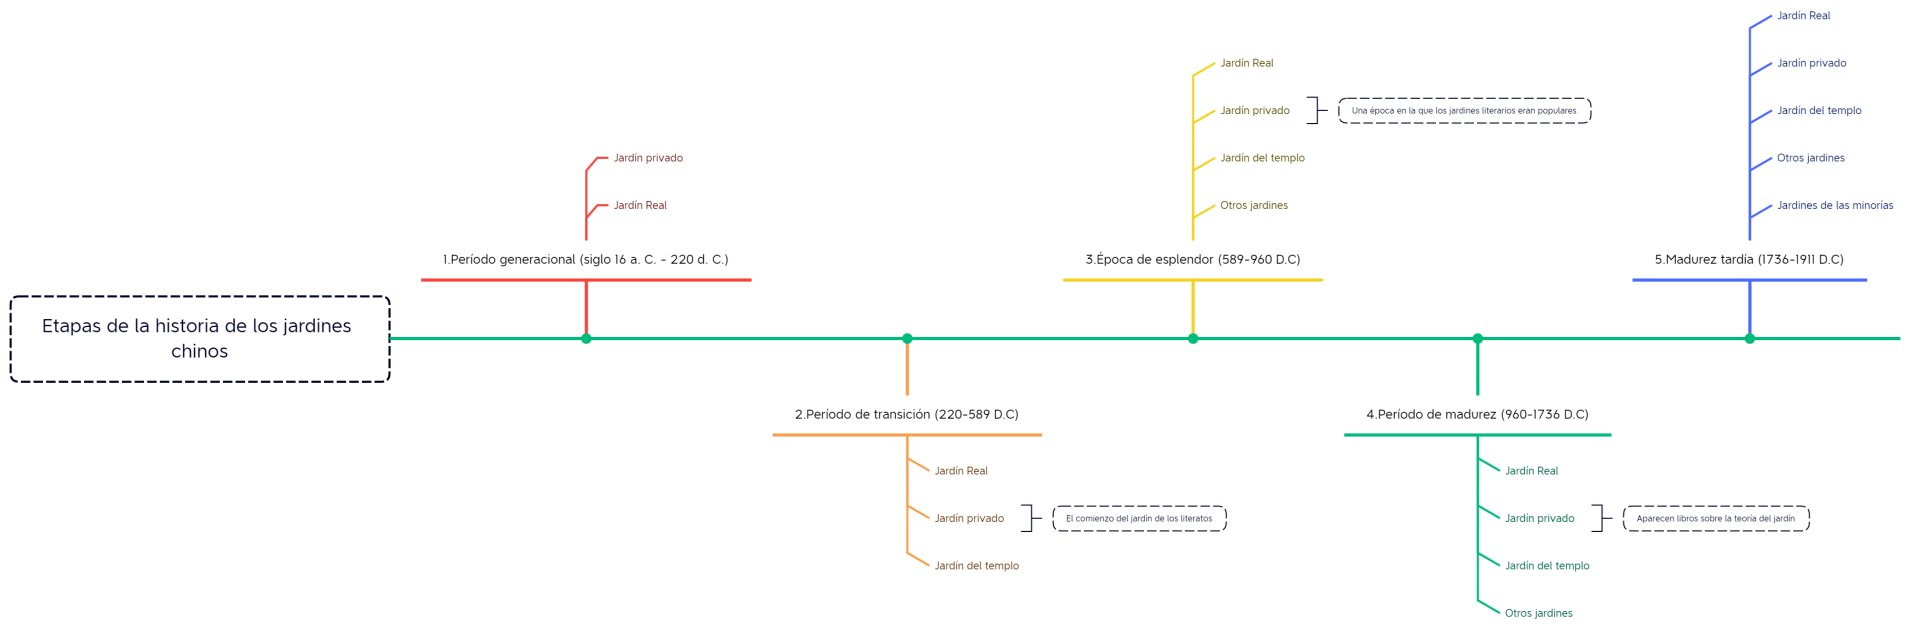 Etapas de la historia de los jardines
chinos
1.Período generacional (siglo 16 a. C. - 220 d. C.)
Jardín privado
Jardín Real
2.Período de transición (220-589 D.C)
Jardín Real
Jardín privado
El comienzo del jardín de los literatos
Jardín del templo
3.Época de esplendor (589-960 D.C)
Jardín Real
Jardín privado
Una época en la que los jardines literarios eran populares
Jardín del templo
Otros jardines
4.Período de madurez (960-1736 D.C)
Jardín Real
Jardín privado
Aparecen libros sobre la teoría del jardín
Jardín del templo
Otros jardines
5.Madurez tardía (1736-1911 D.C)
Jardín Real
Jardín privado
Jardín del templo
Otros jardines
Jardines de las minorías